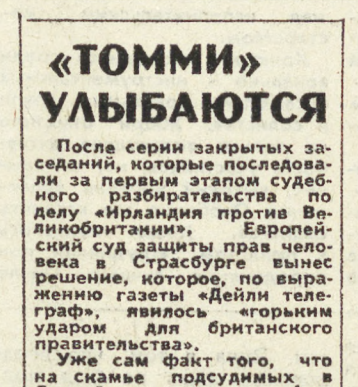 «ТОММИ»
УЛЫБАЮТСЯ
После серии закрытых за-
седаний, которые последова-
ли за первым этапом судеб-
ного разбирательства по
делу «Ирландия против Ве-
ликобритании», Европей-
ский суд защиты прав чело-
века в Страсбурге вынес
решение, которое, по выра-
жению газеты «Дейли теле-
граф», явилось «горьким
ударом для британского
правительства».
Уже сам факт того, что
на скамье подсудимых в